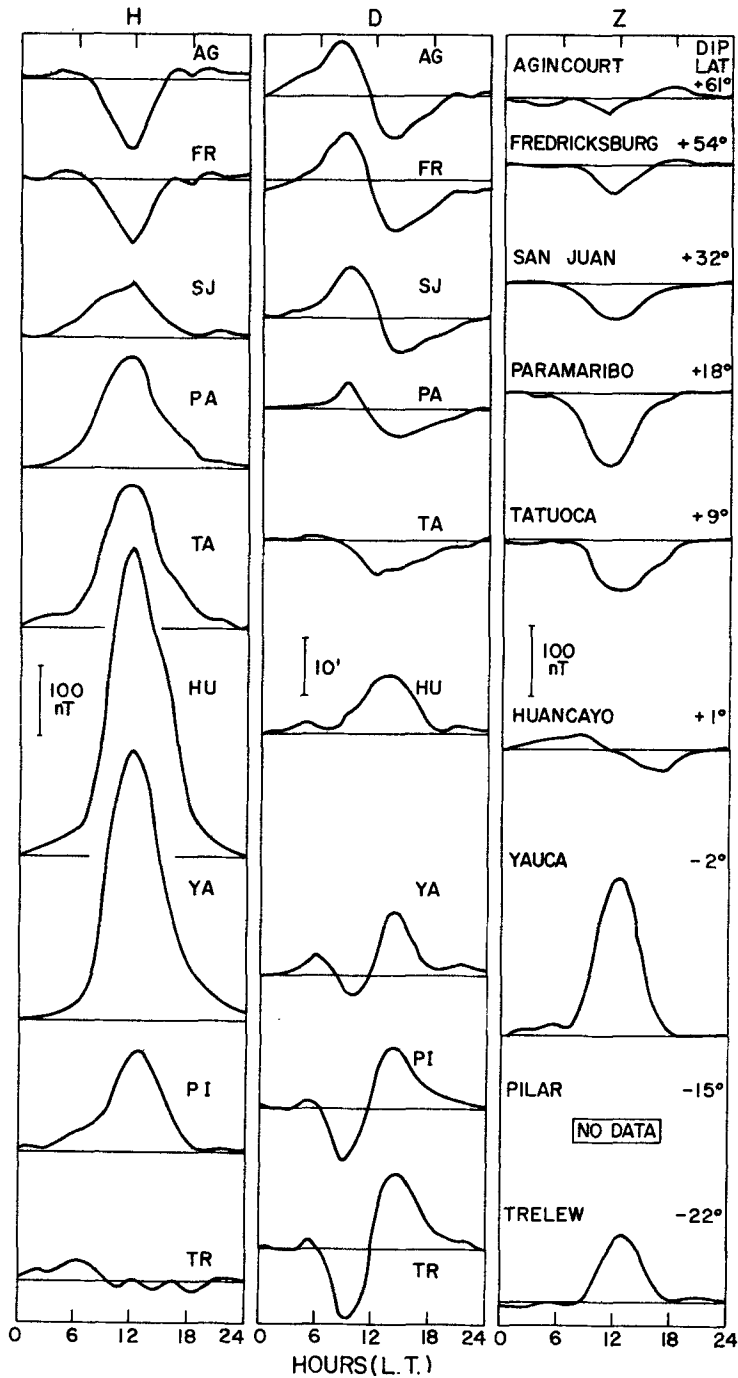 H D Z
AG
FR
SJ
PA
TA
100
nT
HU
YA
PI
TR
0 6 12 18 24
AG
FR
SJ
PA
TA
10'
HU
YA
PI
TR
0 6 12 18 24
HOURS(L.T.)
DIP
LAT
AGINCOURT +61°
FREDRICKSBURG +54°
SAN JUAN +32°
PARAMARIBO +18°
TATUOCA +9°
100
nT
HUANCAYO +1°
YAUCA -2°
PILAR -15°
NO DATA
TRELEW -22°
0 6 12 18 24